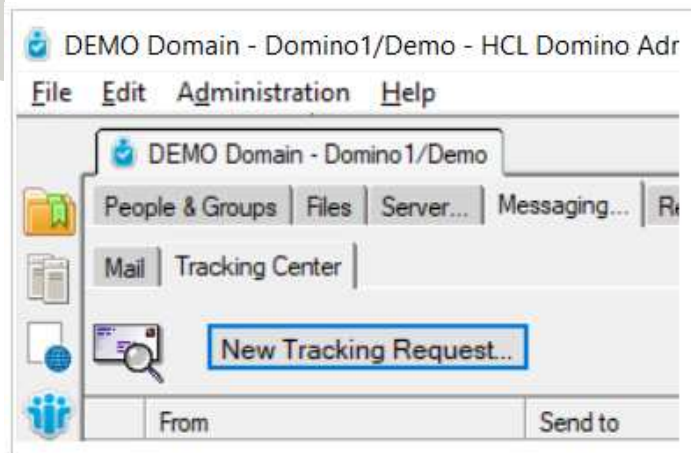 DEMO Domain - Domino1/Demo - HCL Domino Adr
File Edit Administration Help
DEMO Domain - Domino1/Demo
People & Groups Files Server... Messaging... Re
Mail Tracking Center
New Tracking Request...
From Send to